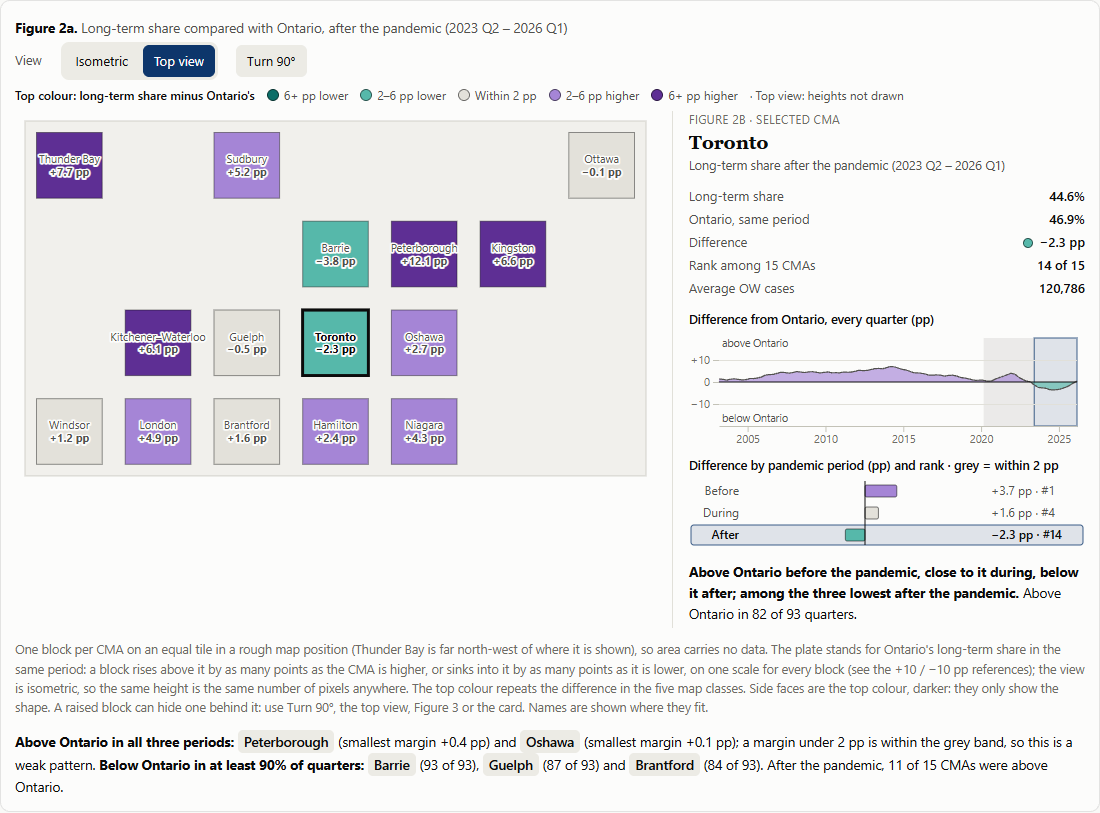 Figure 2a. Long-term share compared with Ontario, after the pandemic (2023 Q2 – 2026 Q1)
View Isometric Top view Turn 90°
Top colour: long-term share minus Ontario's 6+ pp lower 2–6 pp lower Within 2 pp 2–6 pp higher 6+ pp higher · Top view: heights not drawn
Thunder Bay
+7.7 pp
Sudbury
+5.2 pp
Ottawa
−0.1 pp
Barrie
−3.8 pp
Peterborough
+12.1 pp
Kingston
+6.6 pp
Kitchener–Waterloo
+6.1 pp
Guelph
−0.5 pp
Toronto
−2.3 pp
Oshawa
+2.7 pp
Windsor
+1.2 pp
London
+4.9 pp
Brantford
+1.6 pp
Hamilton
+2.4 pp
Niagara
+4.3 pp
FIGURE 2B · SELECTED CMA
Toronto
Long-term share after the pandemic (2023 Q2 – 2026 Q1)
Long-term share 44.6%
Ontario, same period 46.9%
Difference −2.3 pp
Rank among 15 CMAs 14 of 15
Average OW cases 120,786
Difference from Ontario, every quarter (pp)
above Ontario
+10
0
−10
below Ontario
2005 2010 2015 2020 2025
Difference by pandemic period (pp) and rank · grey = within 2 pp
Before +3.7 pp · #1
During +1.6 pp · #4
After −2.3 pp · #14
Above Ontario before the pandemic, close to it during, below
it after; among the three lowest after the pandemic. Above
Ontario in 82 of 93 quarters.
One block per CMA on an equal tile in a rough map position (Thunder Bay is far north-west of where it is shown), so area carries no data. The plate stands for Ontario's long-term share in the
same period: a block rises above it by as many points as the CMA is higher, or sinks into it by as many points as it is lower, on one scale for every block (see the +10 / −10 pp references); the view
is isometric, so the same height is the same number of pixels anywhere. The top colour repeats the difference in the five map classes. Side faces are the top colour, darker: they only show the
shape. A raised block can hide one behind it: use Turn 90°, the top view, Figure 3 or the card. Names are shown where they fit.
Above Ontario in all three periods: Peterborough (smallest margin +0.4 pp) and Oshawa (smallest margin +0.1 pp); a margin under 2 pp is within the grey band, so this is a
weak pattern. Below Ontario in at least 90% of quarters: Barrie (93 of 93), Guelph (87 of 93) and Brantford (84 of 93). After the pandemic, 11 of 15 CMAs were above
Ontario.